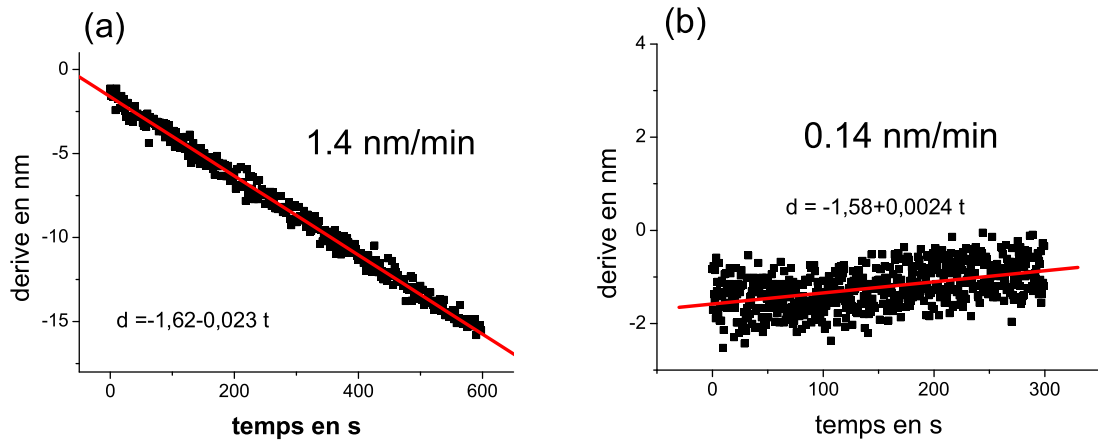 (a)
0
-5
-10
-15
derive en nm
1.4 nm/min
d =-1,62-0,023 t
0 200 400 600
temps en s
(b)
4
2
0
-2
derive en nm
0.14 nm/min
d = -1,58+0,0024 t
0 100 200 300
temps en s